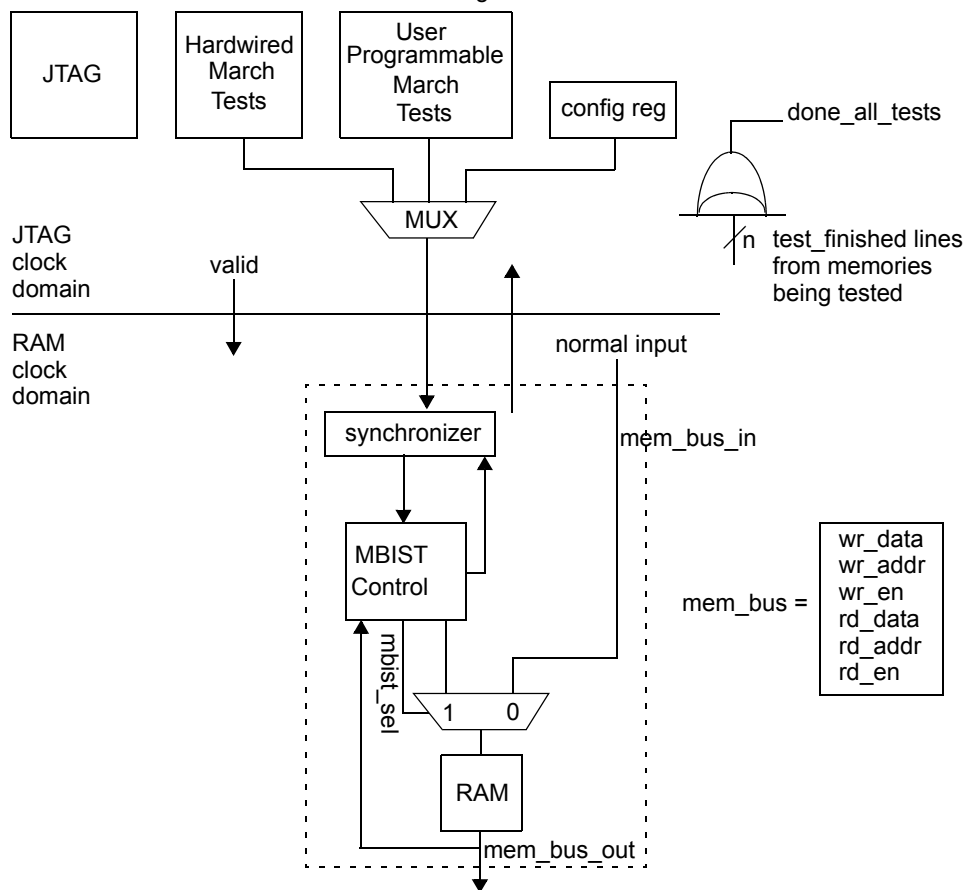 JTAG
Hardwired
March
Tests
User
Programmable
March
Tests
config reg
done_all_tests
MUX
n
test_finished lines
from memories
being tested
JTAG
clock
domain
valid
RAM
clock
domain
normal input
synchronizer
mem_bus_in
MBIST
Control
mem_bus =
wr_data
wr_addr
wr_en
rd_data
rd_addr
rd_en
mbist_sel
1 0
RAM
mem_bus_out